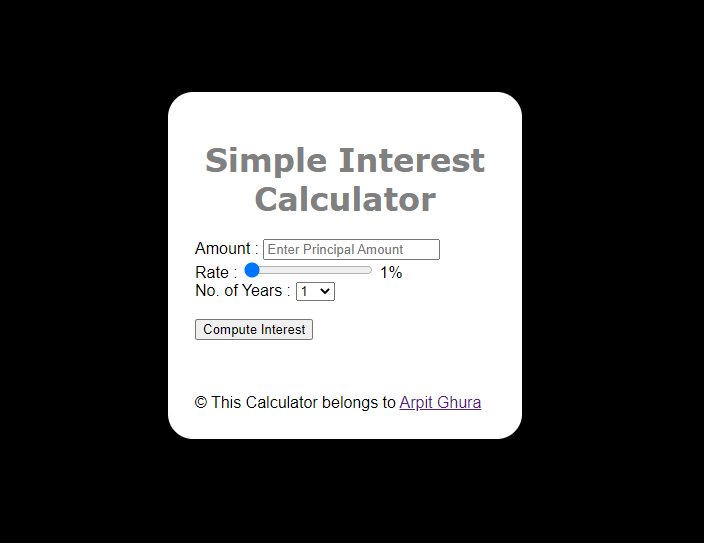 Simple Interest
Calculator
Amount : Enter Principal Amount
Rate : 1%
No. of Years : 1
Compute Interest
© This Calculator belongs to Arpit Ghura